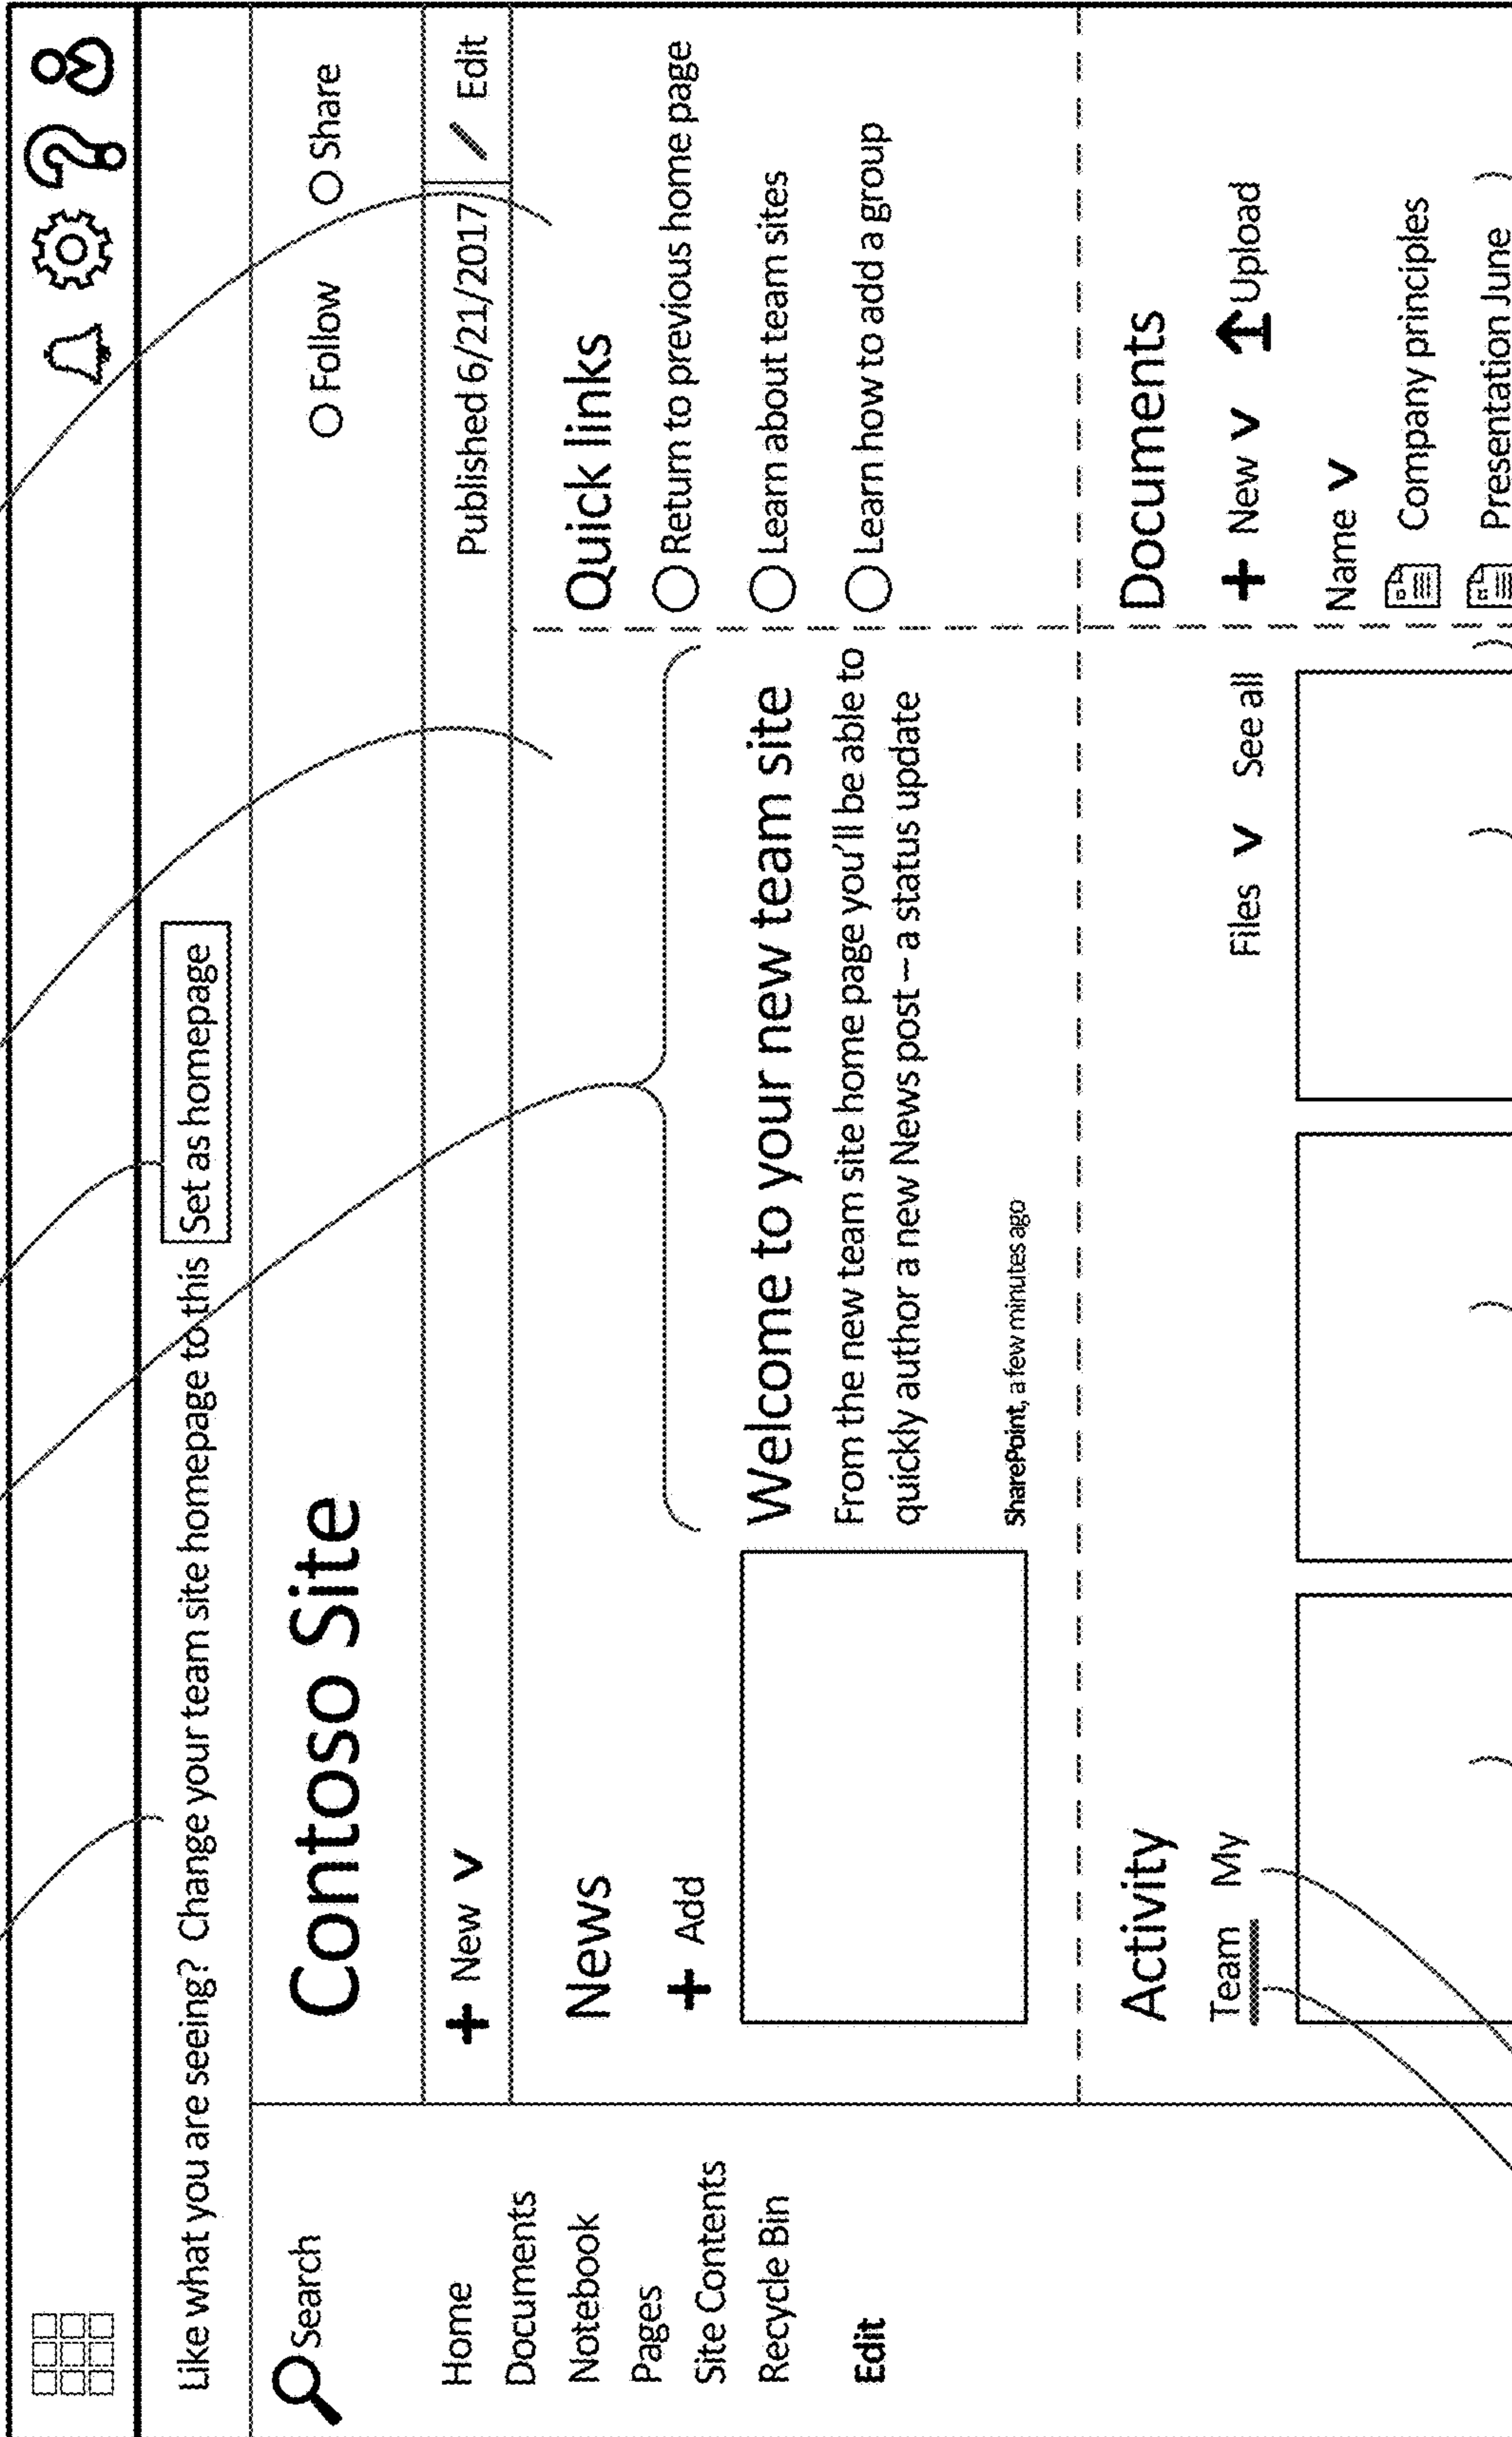 Like what you are seeing? Change your team site homepage to this Set as homepage
Search
Contoso Site
Follow Share
New
Published 6/21/2017 Edit
Home
Documents
Notebook
Pages
Site Contents
Recycle Bin
Edit
News
Add
Welcome to your new team site
From the new team site home page you'll be able to
quickly author a new News post – a status update
SharePoint, a few minutes ago
Quick links
Return to previous home page
Learn about team sites
Learn how to add a group
Activity
Team My
Files See all
Documents
New Upload
Name
Company principles
Presentation June